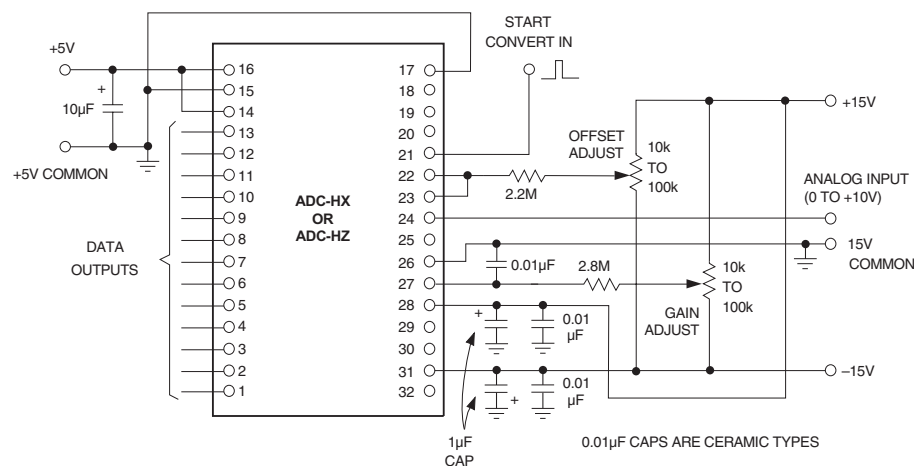 START
CONVERT IN
+5V
+
10µF
+5V COMMON
16
15
14
13
12
11
10
9
8
7
6
5
4
3
2
1
DATA
OUTPUTS
ADC-HX
OR
ADC-HZ
17
18
19
20
21
22
23
24
25
26
27
28
29
30
31
32
2.2M
OFFSET
ADJUST
10k
TO
100k
+15V
ANALOG INPUT
(0 TO +10V)
15V
COMMON
0.01µF
2.8M
10k
TO
100k
GAIN
ADJUST
+
0.01
µF
–15V
+
0.01
µF
1µF
CAP
0.01µF CAPS ARE CERAMIC TYPES